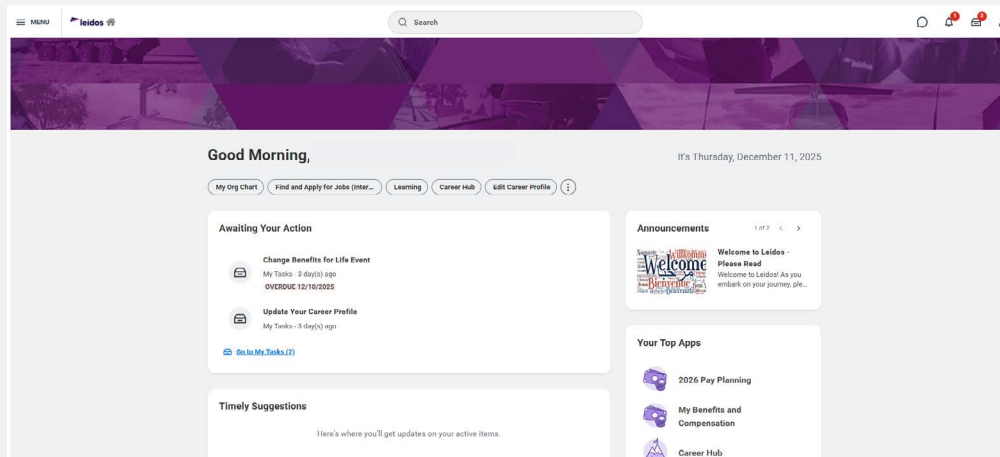 MENU
leidos
Search
1
Good Morning,
It's Thursday, December 11, 2025
My Org Chart
Find and Apply for Jobs (Inter...
Learning
Career Hub
Edit Career Profile
Awaiting Your Action
Change Benefits for Life Event
My Tasks - 3 day(s) ago
OVERDUE 12/10/2025
Update Your Career Profile
My Tasks - 3 day(s) ago
Go to My Tasks (2)
Timely Suggestions
Here's where you'll get updates on your active items.
Announcements
1 of 2
Welcome
Bienvenue
Welcome to Leidos -
Please Read
Welcome to Leidos! As you
embark on your journey, ple...
Your Top Apps
2026 Pay Planning
My Benefits and
Compensation
Career Hub